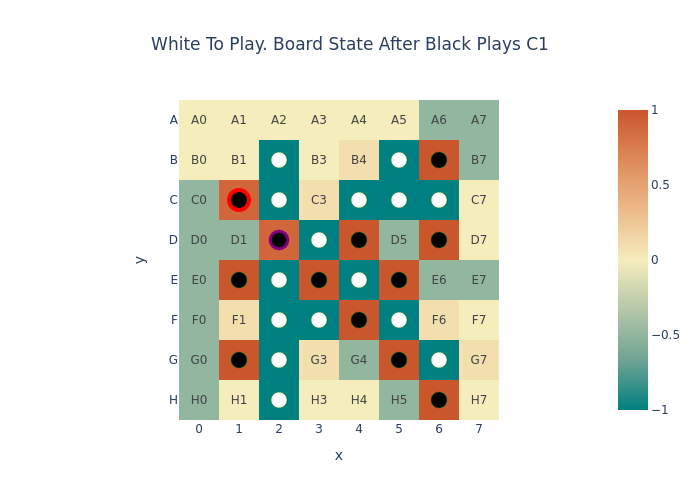 White To Play. Board State After Black Plays C1
A A0 A1 A2 A3 A4 A5 A6 A7
B B0 B1 B3 B4 B7
C C0 C3 C7
D D0 D1 D5 D7
E E0 E6 E7
F F0 F1 F6 F7
G G0 G3 G4 G7
H H0 H1 H3 H4 H5 H7
0 1 2 3 4 5 6 7
x
y
1
0.5
0
−0.5
−1